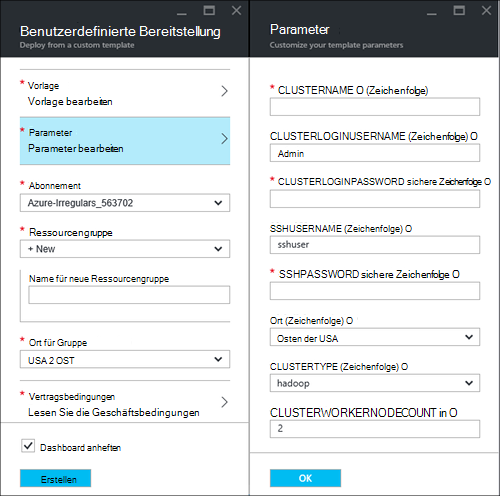 Benutzerdefinierte Bereitstellung
Deploy from a custom template
* Vorlage
Vorlage bearbeiten
* Parameter
Parameter bearbeiten
* Abonnement
Azure-Irregulars_563702
* Ressourcengruppe
+ New
Name für neue Ressourcengruppe
* Ort für Gruppe
USA 2 OST
* Vertragsbedingungen
Lesen Sie die Geschäftsbedingungen
Dashboard anheften
Erstellen
Parameter
Customize your template parameters
* CLUSTERNAME O (Zeichenfolge)
CLUSTERLOGINUSERNAME (Zeichenfolge) O
Admin
* CLUSTERLOGINPASSWORD sichere Zeichenfolge O
SSHUSERNAME (Zeichenfolge) O
sshuser
* SSHPASSWORD sichere Zeichenfolge O
Ort (Zeichenfolge) O
Osten der USA
CLUSTERTYPE (Zeichenfolge) O
hadoop
CLUSTERWORKERNODECOUNT in O
2
OK